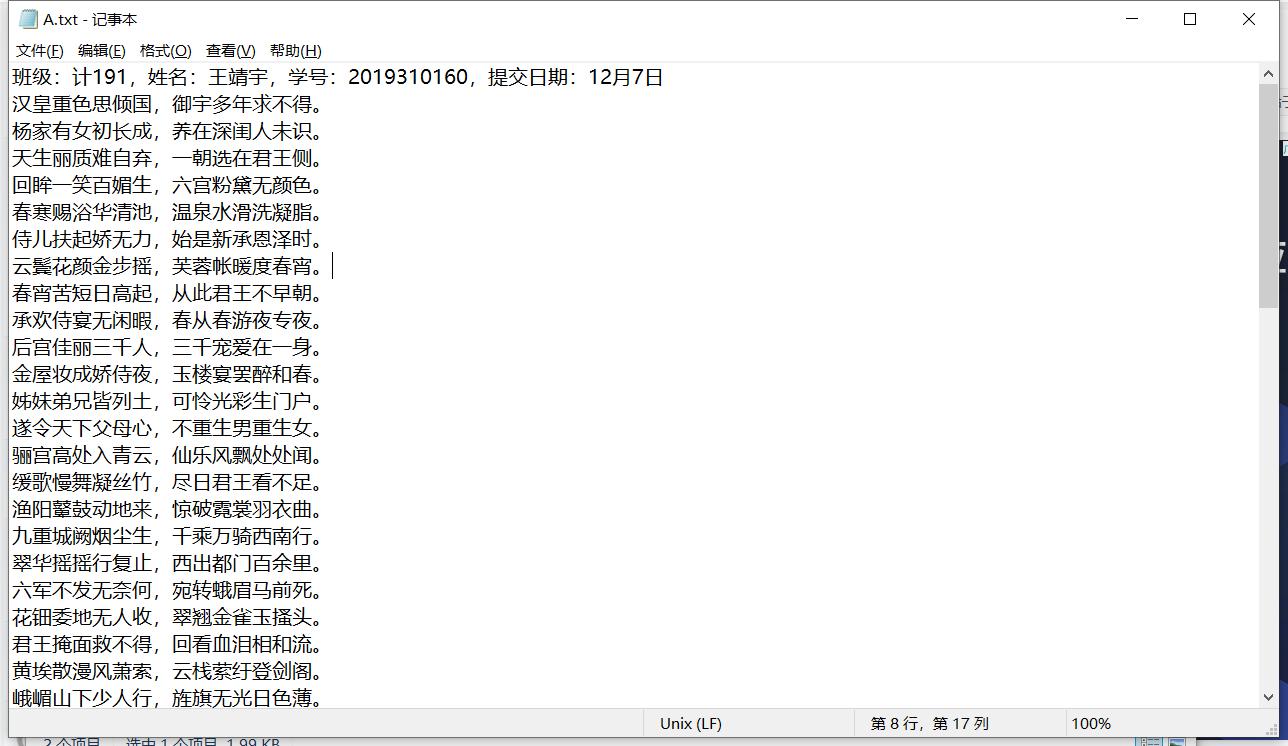 A.txt - 记事本
文件(F) 编辑(E) 格式(O) 查看(V) 帮助(H)
班级：计191，姓名：王靖宇，学号：2019310160，提交日期：12月7日
汉皇重色思倾国，御宇多年求不得。
杨家有女初长成，养在深闺人未识。
天生丽质难自弃，一朝选在君王侧。
回眸一笑百媚生，六宫粉黛无颜色。
春寒赐浴华清池，温泉水滑洗凝脂。
侍儿扶起娇无力，始是新承恩泽时。
云鬓花颜金步摇，芙蓉帐暖度春宵。
春宵苦短日高起，从此君王不早朝。
承欢侍宴无闲暇，春从春游夜专夜。
后宫佳丽三千人，三千宠爱在一身。
金屋妆成娇侍夜，玉楼宴罢醉和春。
姊妹弟兄皆列土，可怜光彩生门户。
遂令天下父母心，不重生男重生女。
骊宫高处入青云，仙乐风飘处处闻。
缓歌慢舞凝丝竹，尽日君王看不足。
渔阳鼙鼓动地来，惊破霓裳羽衣曲。
九重城阙烟尘生，千乘万骑西南行。
翠华摇摇行复止，西出都门百余里。
六军不发无奈何，宛转蛾眉马前死。
花钿委地无人收，翠翘金雀玉搔头。
君王掩面救不得，回看血泪相和流。
黄埃散漫风萧索，云栈萦纡登剑阁。
峨嵋山下少人行，旌旗无光日色薄。
Unix (LF) 第 8 行，第 17 列 100%
2 个项目 选中 1 个项目 1.99 KB